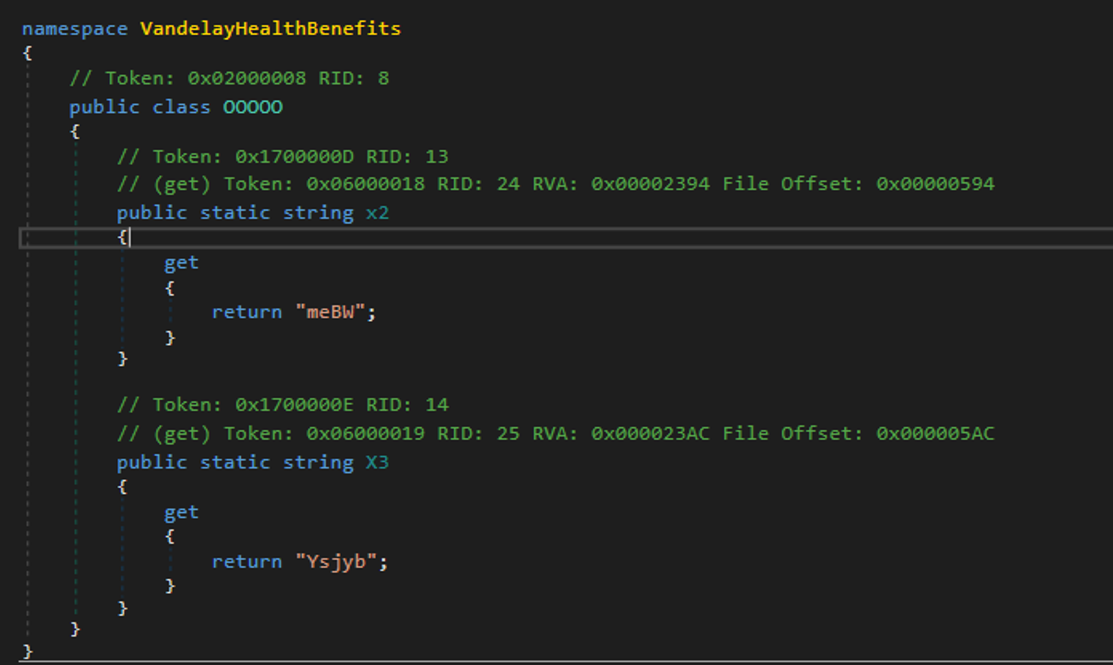 namespace VandelayHealthBenefits
{
// Token: 0x02000008 RID: 8
public class OOOOO
{
// Token: 0x1700000D RID: 13
// (get) Token: 0x06000018 RID: 24 RVA: 0x00002394 File Offset: 0x00000594
public static string x2
{
get
{
return "meBW";
}
}
// Token: 0x1700000E RID: 14
// (get) Token: 0x06000019 RID: 25 RVA: 0x000023AC File Offset: 0x000005AC
public static string X3
{
get
{
return "Ysjyb";
}
}
}
}